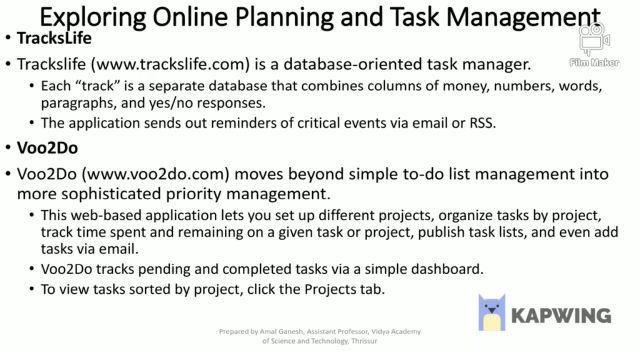 Exploring Online Planning and Task Management
• TracksLife
• Trackslife (www.trackslife.com) is a database-oriented task manager.
• Each “track” is a separate database that combines columns of money, numbers, words,
paragraphs, and yes/no responses.
• The application sends out reminders of critical events via email or RSS.
• Voo2Do
• Voo2Do (www.voo2do.com) moves beyond simple to-do list management into
more sophisticated priority management.
• This web-based application lets you set up different projects, organize tasks by project,
track time spent and remaining on a given task or project, publish task lists, and even add
tasks via email.
• Voo2Do tracks pending and completed tasks via a simple dashboard.
• To view tasks sorted by project, click the Projects tab.
Film Maker
KAPWING
Prepared by Amal Ganesh, Assistant Professor, Vidya Academy
of Science and Technology, Thrissur